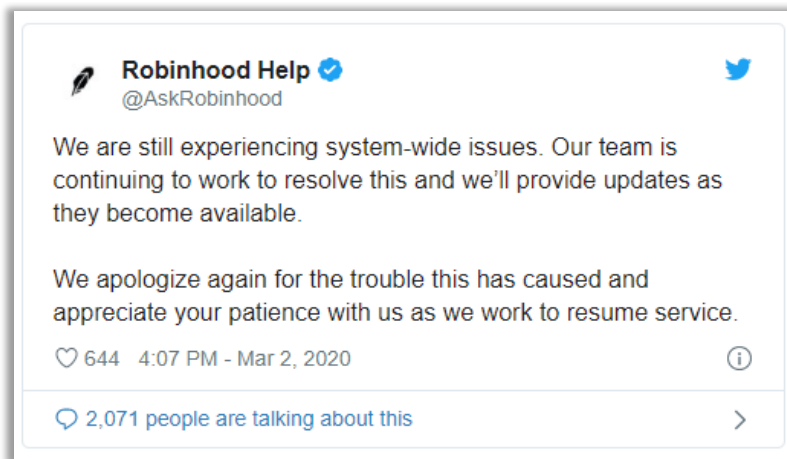 Robinhood Help
@AskRobinhood
We are still experiencing system-wide issues. Our team is
continuing to work to resolve this and we’ll provide updates as
they become available.
We apologize again for the trouble this has caused and
appreciate your patience with us as we work to resume service.
644 4:07 PM - Mar 2, 2020
2,071 people are talking about this